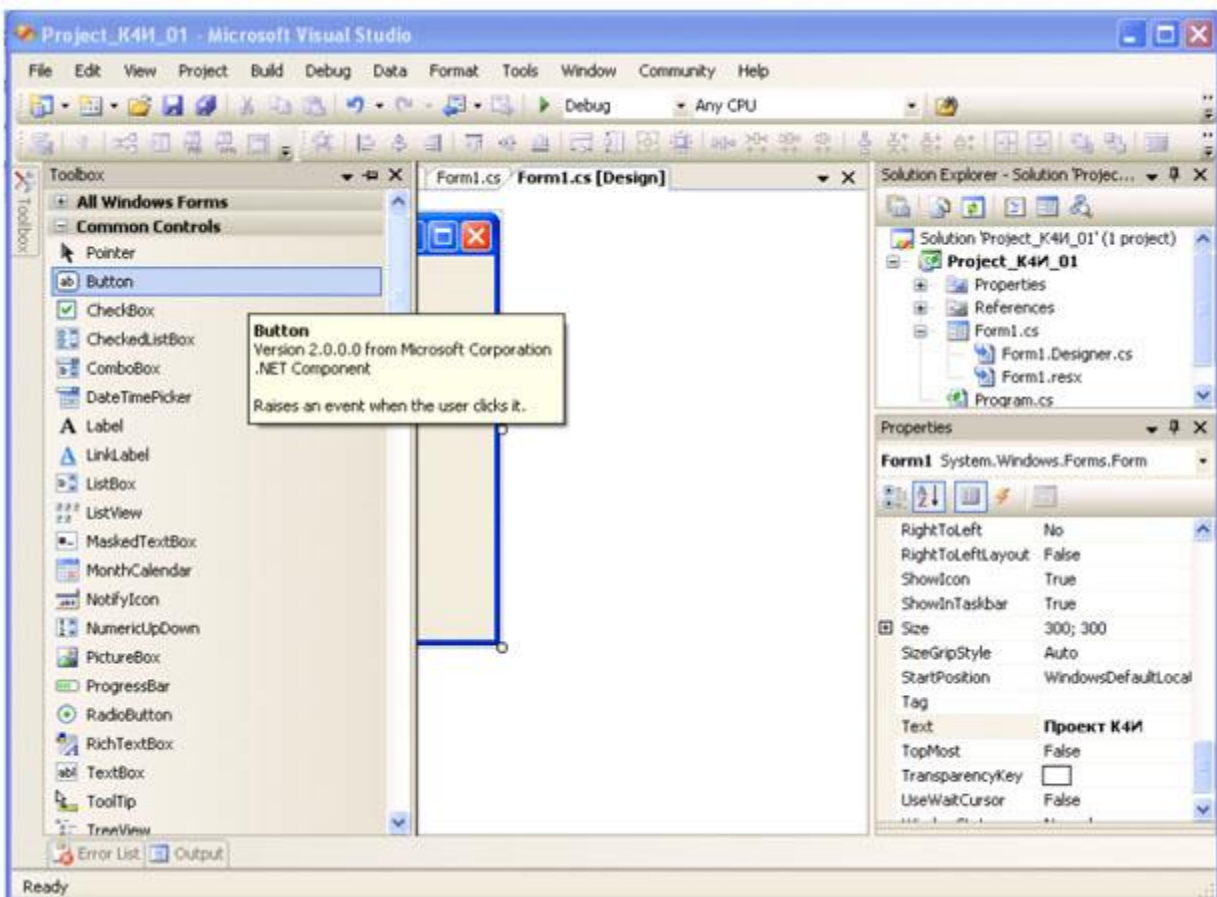 Project_К4И_01 - Microsoft Visual Studio
File Edit View Project Build Debug Data Format Tools Window Community Help
Debug Any CPU
Toolbox
Toolbox
All Windows Forms
Common Controls
Pointer
ab Button
CheckBox
CheckedListBox
ComboBox
DateTimePicker
A Label
A LinkLabel
ListBox
ListView
MaskedTextBox
MonthCalendar
NotifyIcon
NumericUpDown
PictureBox
ProgressBar
RadioButton
RichTextBox
abl TextBox
ToolTip
TreeView
Button
Version 2.0.0.0 from Microsoft Corporation
.NET Component
Raises an event when the user clicks it.
Form1.cs Form1.cs [Design]
Solution Explorer - Solution 'Projec...
Solution 'Project_К4И_01' (1 project)
Project_К4И_01
Properties
References
Form1.cs
Form1.Designer.cs
Form1.resx
Program.cs
Properties
Form1 System.Windows.Forms.Form
RightToLeft No
RightToLeftLayout False
ShowIcon True
ShowInTaskbar True
Size 300; 300
SizeGripStyle Auto
StartPosition WindowsDefaultLocal
Tag
Text Проект К4И
TopMost False
TransparencyKey
UseWaitCursor False
Error List Output
Ready